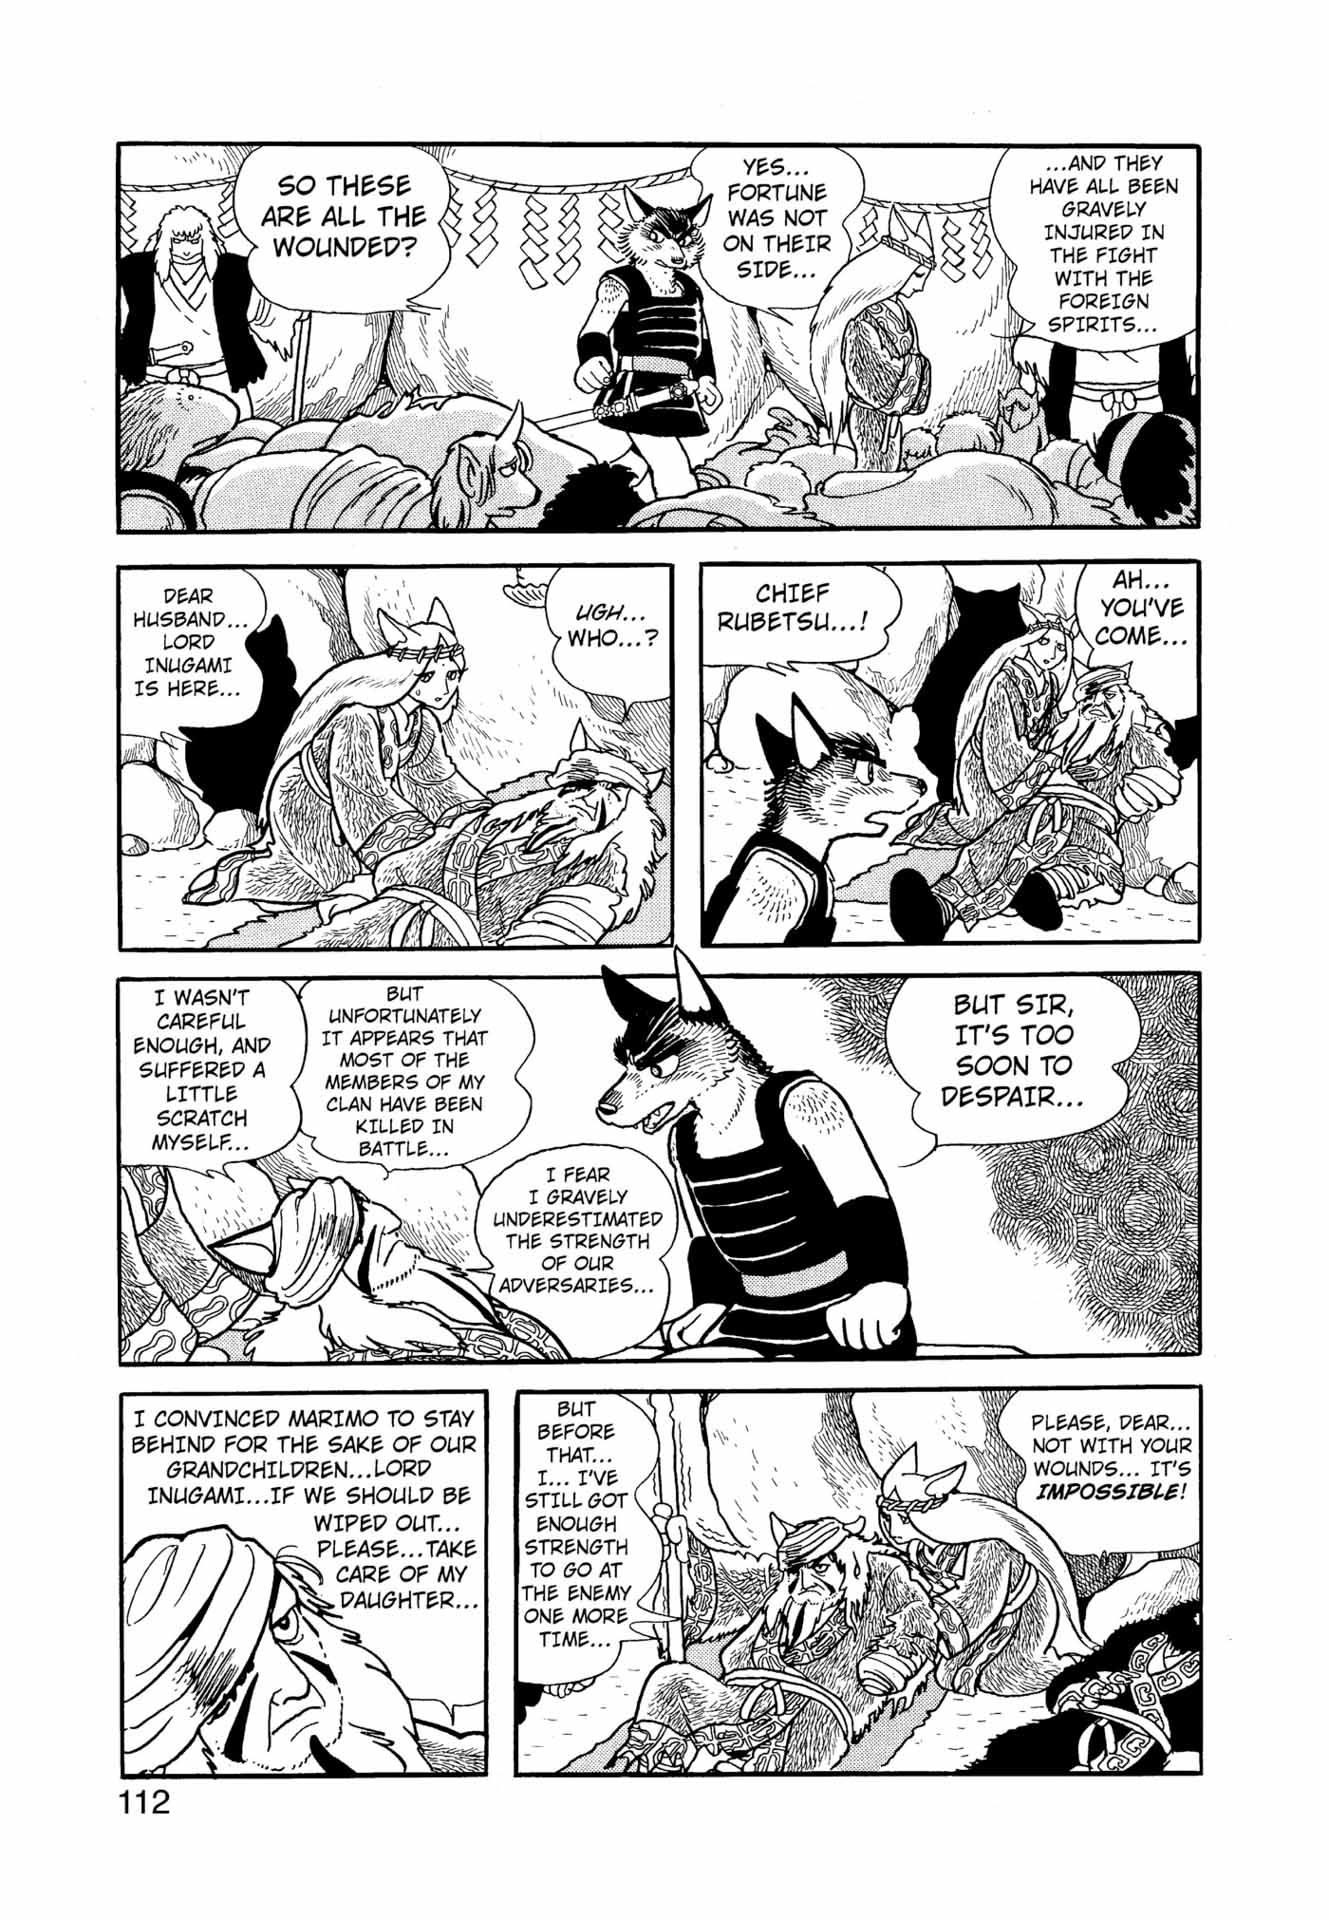 SO THESE
ARE ALL THE
WOUNDED?
YES...
FORTUNE
WAS NOT
ON THEIR
SIDE...
...AND THEY
HAVE ALL BEEN
GRAVELY
INJURED IN
THE FIGHT
WITH THE
FOREIGN
SPIRITS...
DEAR
HUSBAND...
LORD
INUGAMI
IS HERE...
UGH...
WHO...?
CHIEF
RUBETSU...!
AH...
YOU'VE
COME...
I WASN'T
CAREFUL
ENOUGH, AND
SUFFERED A
LITTLE
SCRATCH
MYSELF...
BUT
UNFORTUNATELY
IT APPEARS THAT
MOST OF THE
MEMBERS OF MY
CLAN HAVE BEEN
KILLED IN
BATTLE...
I FEAR
I GRAVELY
UNDERESTIMATED
THE STRENGTH
OF OUR
ADVERSARIES...
BUT SIR,
IT'S TOO
SOON TO
DESPAIR...
I CONVINCED MARIMO TO STAY
BEHIND FOR THE SAKE OF OUR
GRANDCHILDREN...LORD
INUGAMI...IF WE SHOULD BE
WIPED OUT...
PLEASE...TAKE
CARE OF MY
DAUGHTER...
BUT
BEFORE
THAT...
I... I'VE
STILL GOT
ENOUGH
STRENGTH
TO GO AT
THE ENEMY
ONE MORE
TIME...
PLEASE, DEAR...
NOT WITH YOUR
WOUNDS... IT'S
IMPOSSIBLE!
112